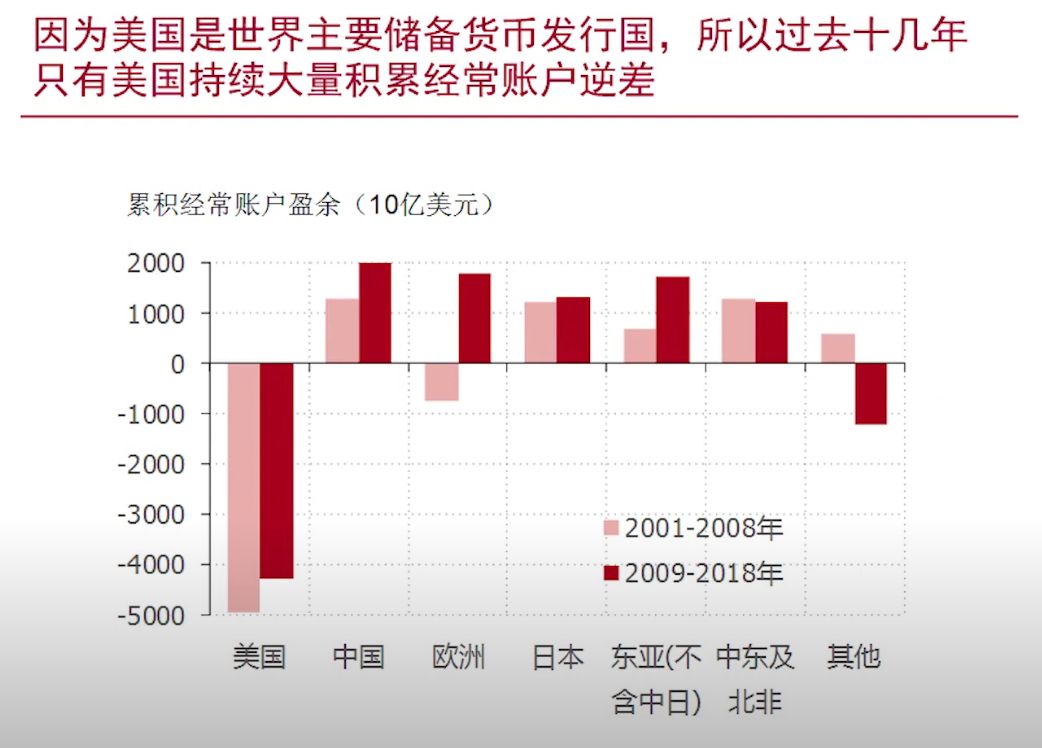 因为美国是世界主要储备货币发行国，所以过去十几年
只有美国持续大量积累经常账户逆差
累积经常账户盈余（10亿美元）
2000
1000
0
-1000
-2000
-3000
-4000
-5000
2001-2008年
2009-2018年
美国 中国 欧洲 日本 东亚(不 中东及 其他
含中日) 北非